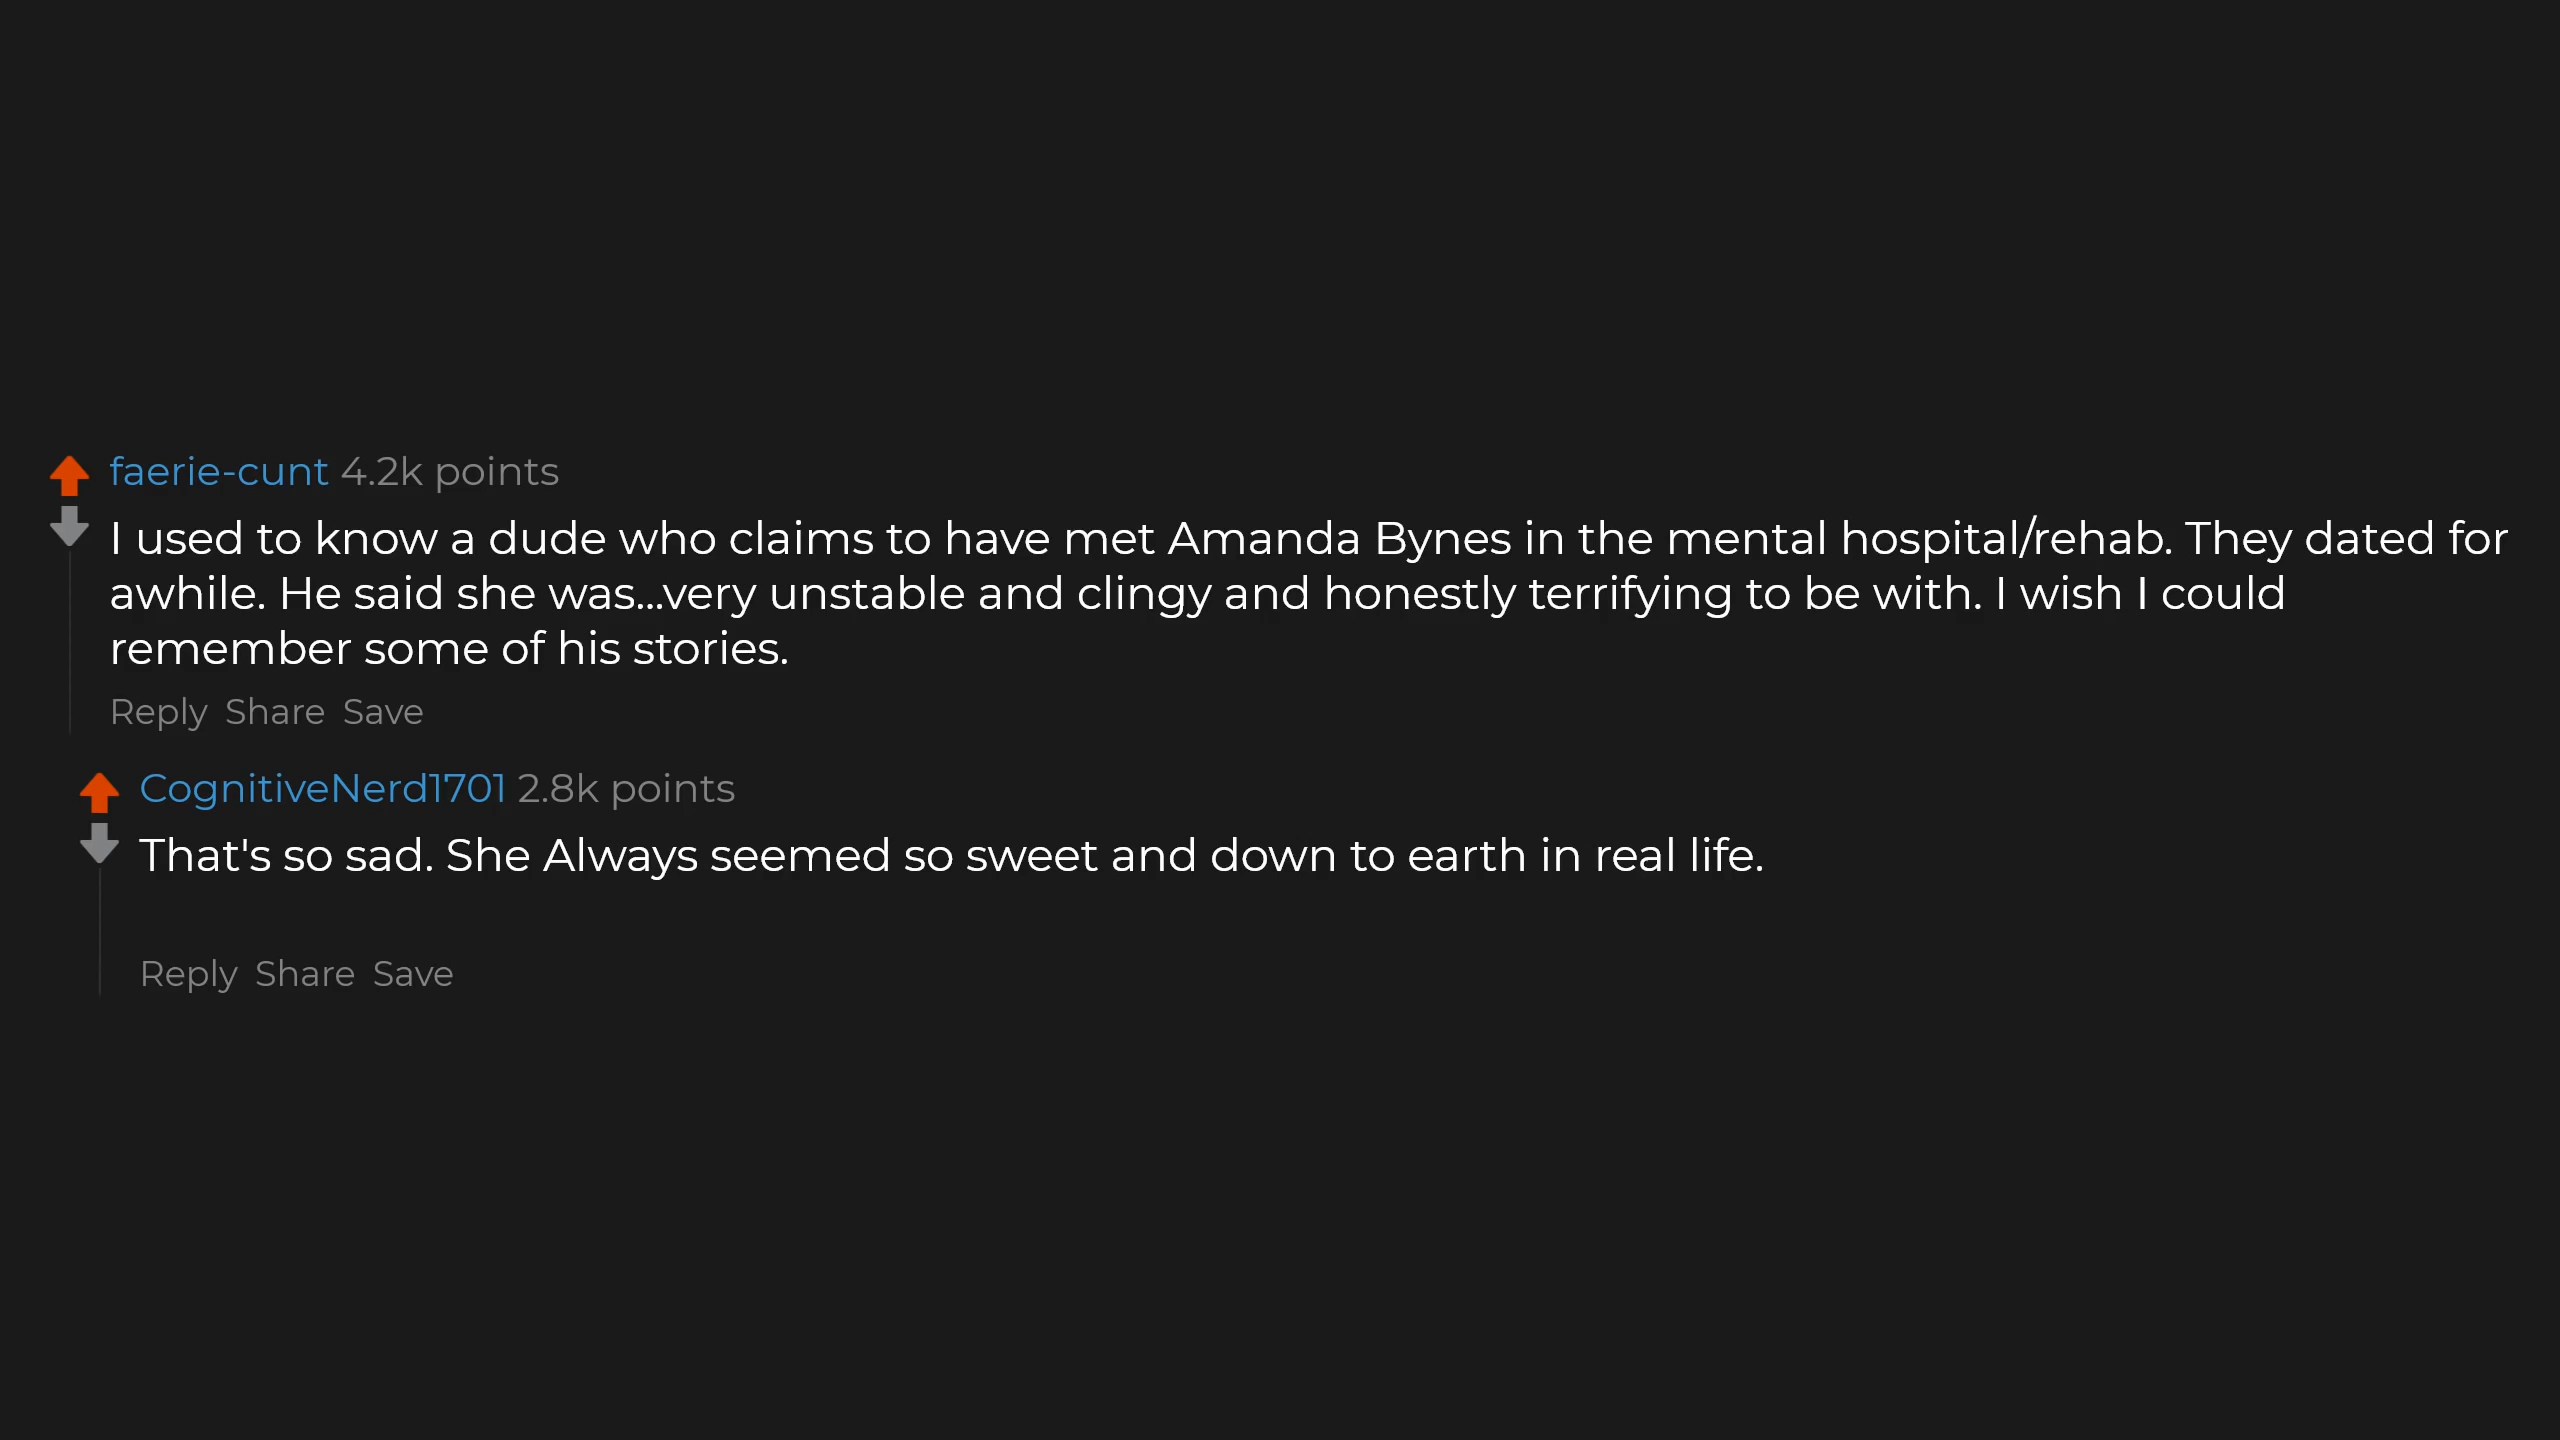 faerie-cunt 4.2k points
I used to know a dude who claims to have met Amanda Bynes in the mental hospital/rehab. They dated for
awhile. He said she was...very unstable and clingy and honestly terrifying to be with. I wish I could
remember some of his stories.
Reply Share Save
CognitiveNerd1701 2.8k points
That's so sad. She Always seemed so sweet and down to earth in real life.
Reply Share Save